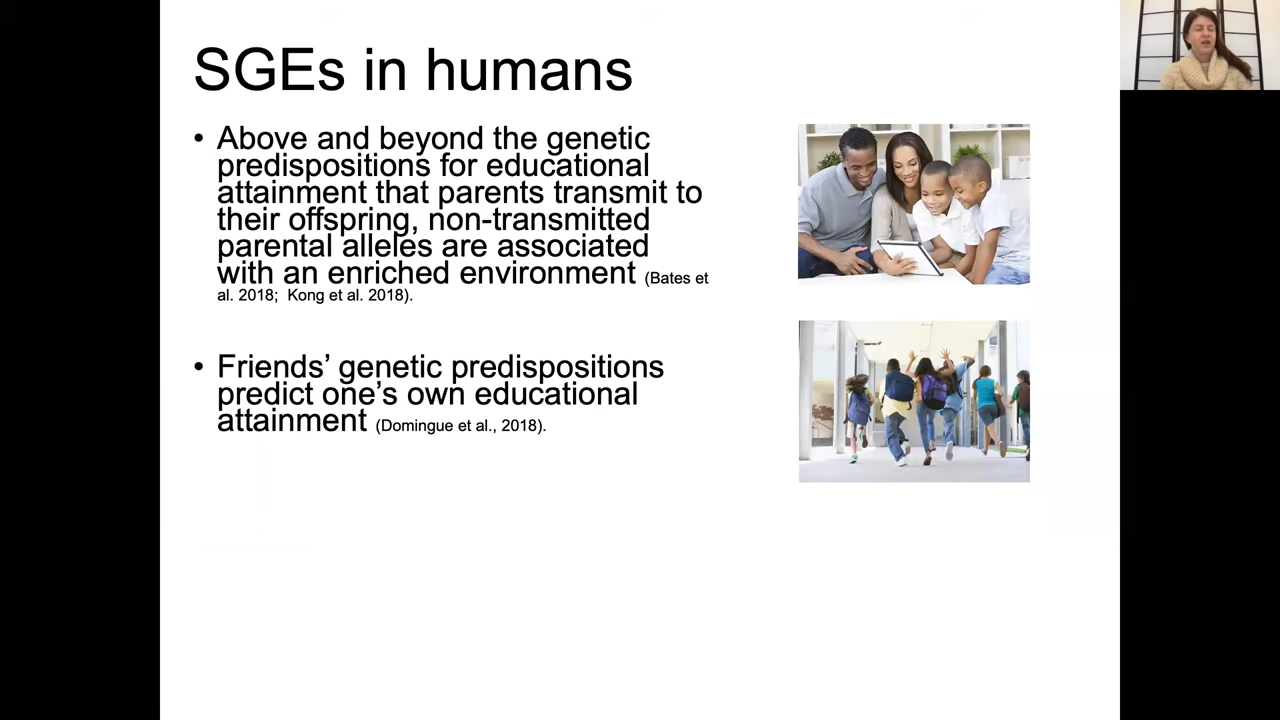 SGEs in humans
• Above and beyond the genetic
predispositions for educational
attainment that parents transmit to
their offspring, non-transmitted
parental alleles are associated
with an enriched environment (Bates et
al. 2018;  Kong et al. 2018).
• Friends’ genetic predispositions
predict one’s own educational
attainment (Domingue et al., 2018).